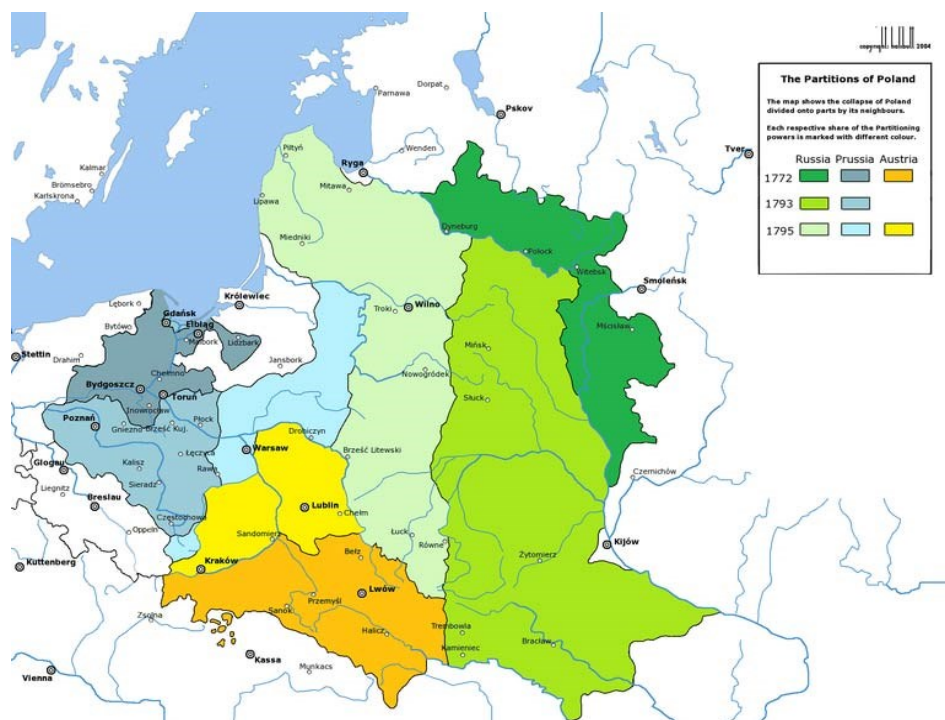 copyright halibutt 2004
The Partitions of Poland
The map shows the collapse of Poland
divided onto parts by its neighbours.
Each respective share of the Partitioning
powers is marked with different colour.
Russia Prussia Austria
1772
1793
1795
Parnawa
Dorpat
Pskov
Piltyń
Ryga
Wenden
Tver
Kalmar
Brömsebro
Karlskrona
Mitawa
Lipawa
Miedniki
Dyneburg
Połock
Witebsk
Smoleńsk
Lębork
Królewiec
Gdańsk
Troki
Wilno
Bytów
Elbląg
Malbork
Lidzbark
Mścisław
Stettin
Drahim
Jansbork
Mińsk
Chełmno
Nowogródek
Bydgoszcz
Toruń
Słuck
Inowrocław
Poznań
Gniezno
Brześć Kuj.
Płock
Drohiczyn
Warsaw
Łęczyca
Brześć Litewski
Glogau
Kalisz
Rawa
Czernichów
Liegnitz
Sieradz
Breslau
Lublin
Chełm
Częstochowa
Oppeln
Sandomierz
Łuck
Równe
Kijów
Bełz
Żytomierz
Kuttenberg
Kraków
Lwów
Przemyśl
Sanok
Zsolna
Halicz
Trembowla
Bracław
Kamieniec
Kassa
Munkacs
Vienna